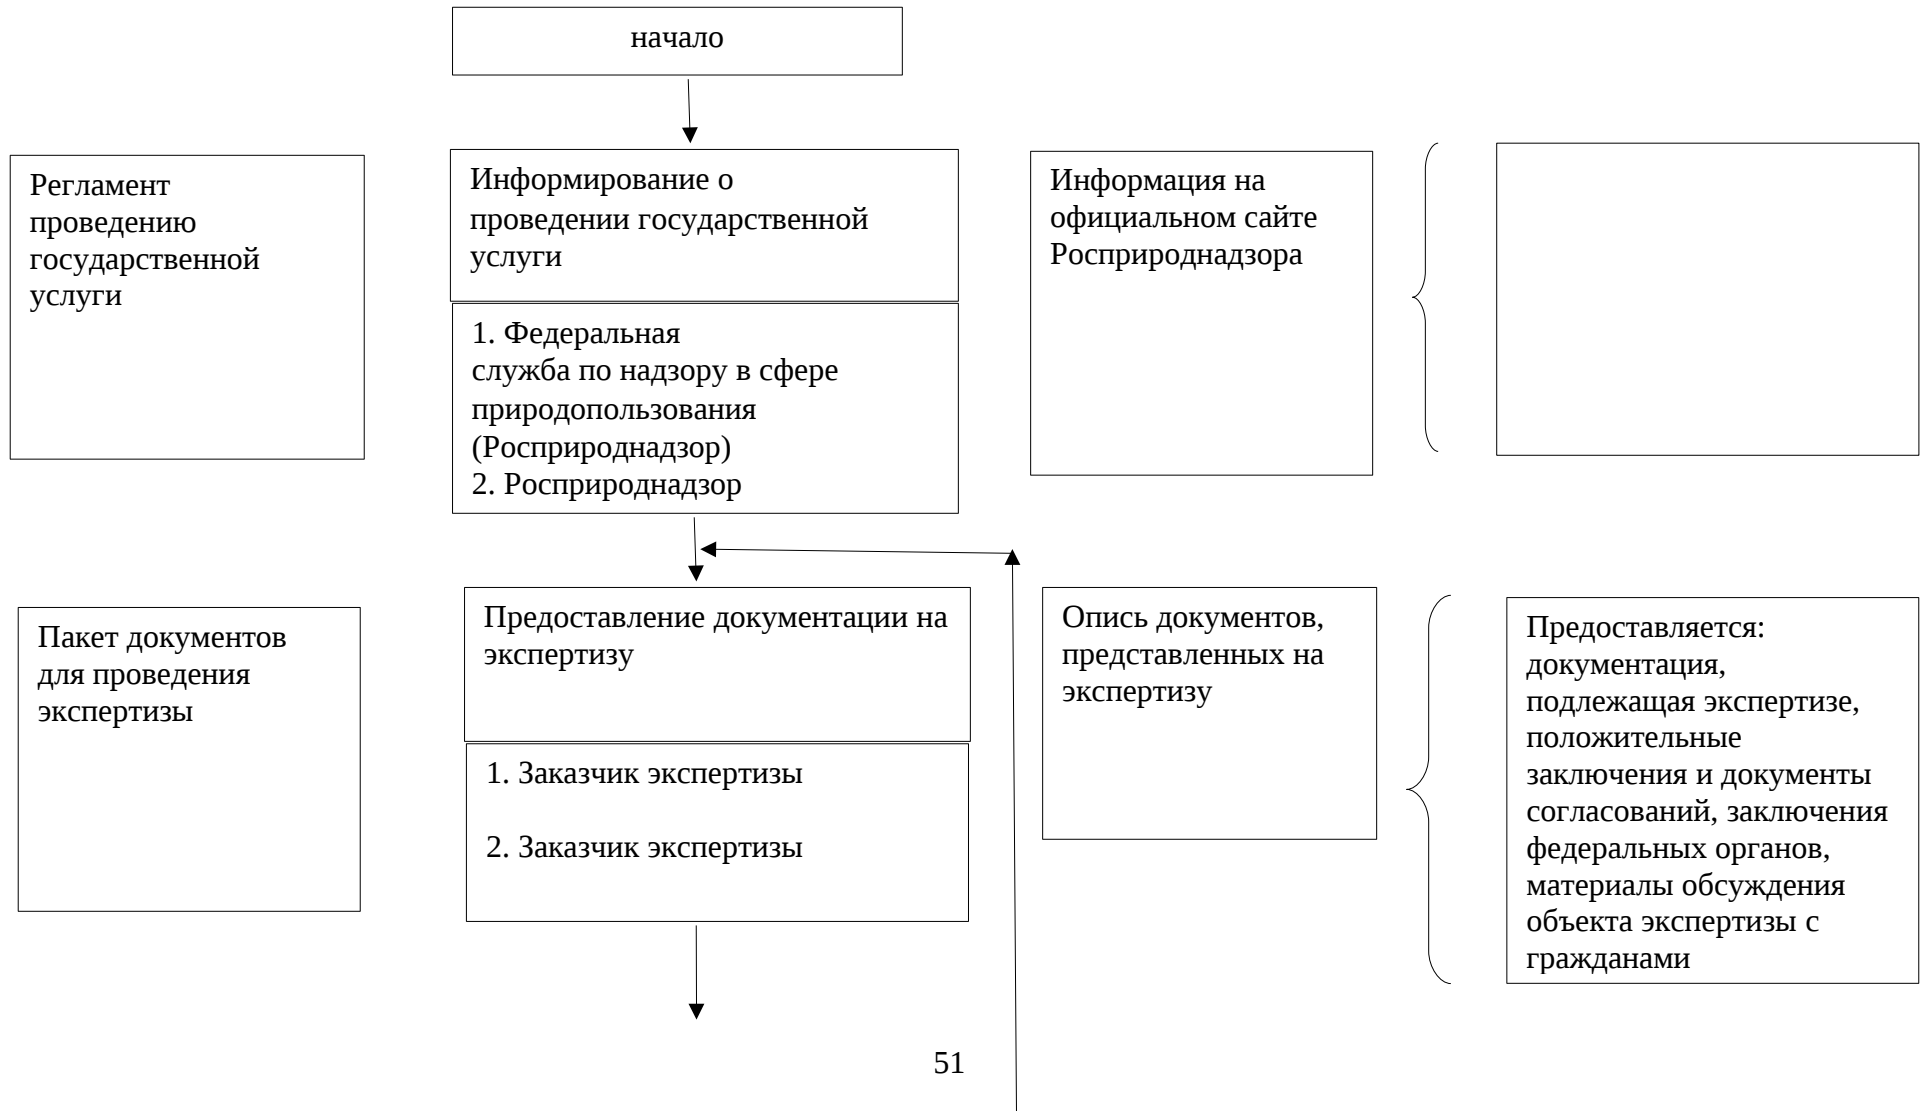 начало
Регламент
проведению
государственной
услуги
Информирование о
проведении государственной
услуги
1. Федеральная
служба по надзору в сфере
природопользования
(Росприроднадзор)
2. Росприроднадзор
Информация на
официальном сайте
Росприроднадзора
Пакет документов
для проведения
экспертизы
Предоставление документации на
экспертизу
1. Заказчик экспертизы
2. Заказчик экспертизы
Опись документов,
представленных на
экспертизу
Предоставляется:
документация,
подлежащая экспертизе,
положительные
заключения и документы
согласований, заключения
федеральных органов,
материалы обсуждения
объекта экспертизы с
гражданами
51